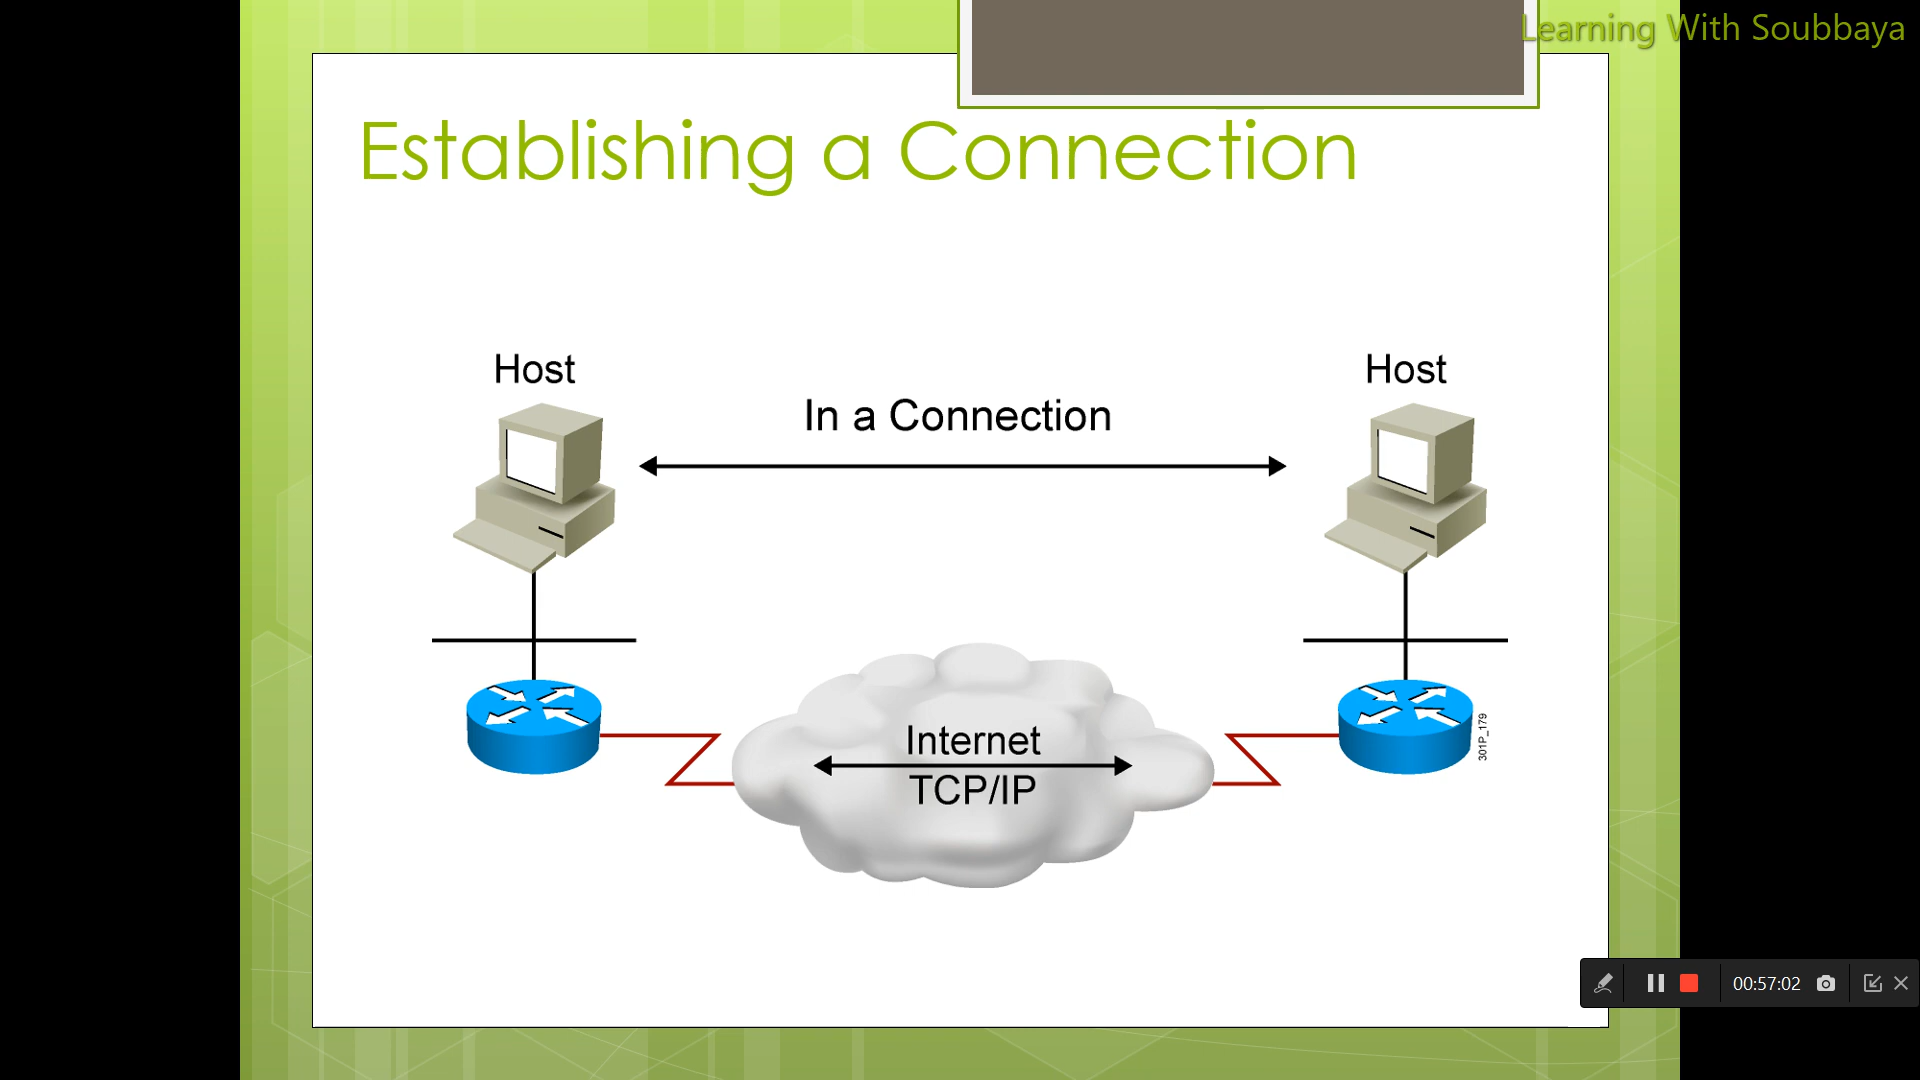 Learning With Soubbaya
Establishing a Connection
Host
Host
In a Connection
Internet
TCP/IP
301P_179
00:57:02